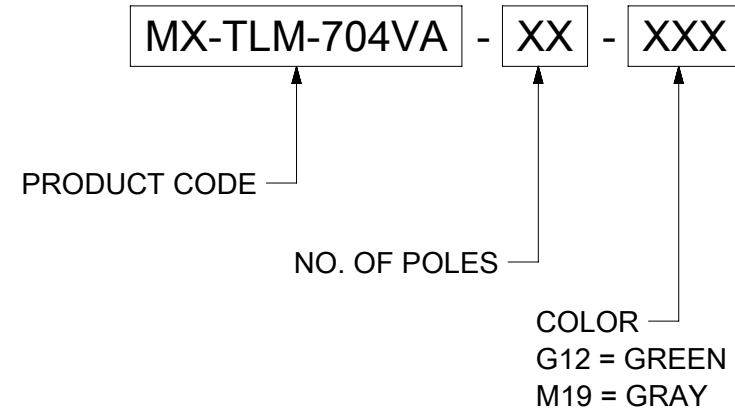 MX-TLM-704VA - XX - XXX
PRODUCT CODE
NO. OF POLES
COLOR
G12 = GREEN
M19 = GRAY